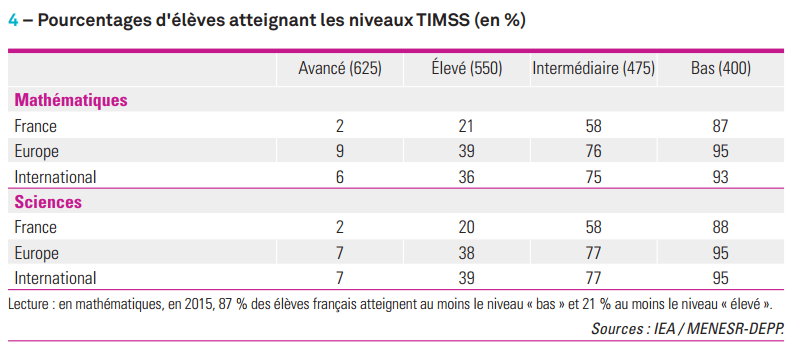 4 – Pourcentages d'élèves atteignant les niveaux TIMSS (en %)
Avancé (625) Élevé (550) Intermédiaire (475) Bas (400)
Mathématiques
France 2 21 58 87
Europe 9 39 76 95
International 6 36 75 93
Sciences
France 2 20 58 88
Europe 7 38 77 95
International 7 39 77 95
Lecture : en mathématiques, en 2015, 87 % des élèves français atteignent au moins le niveau « bas » et 21 % au moins le niveau « élevé ».
Sources : IEA / MENESR-DEPP.